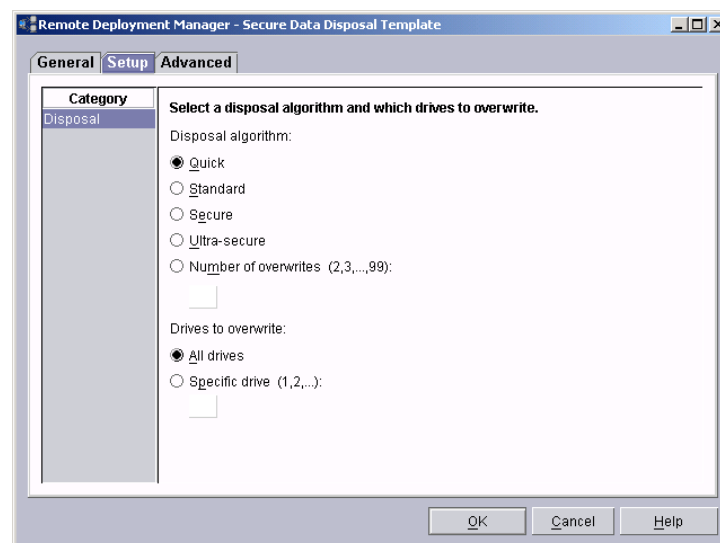 Remote Deployment Manager - Secure Data Disposal Template
General Setup Advanced
Category
Disposal
Select a disposal algorithm and which drives to overwrite.
Disposal algorithm:
Quick
Standard
Secure
Ultra-secure
Number of overwrites (2,3,...,99):
Drives to overwrite:
All drives
Specific drive (1,2,...):
OK Cancel Help